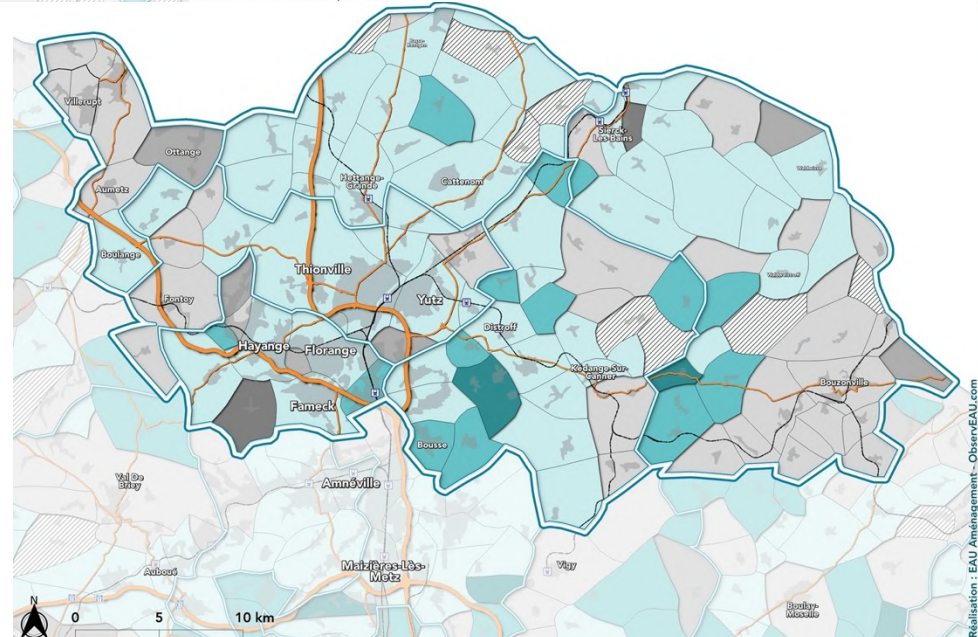 Villerupt
Ottange
Aumetz
Hettange-
Grande
Cattenom
Sierck-
Les-Bains
Boulange
Thionville
Fontoy
Yutz
Distroff
Hayange
Florange
Kédange-Sur-
Canner
Bouzonville
Fameck
Bousse
Val De
Briey
Amnéville
Auboué
Maizières-Lès-
Metz
Vigy
Boulay-
Moselle
N
0 5 10 km
Réalisation : EAU Aménagement - ObservEAU.com